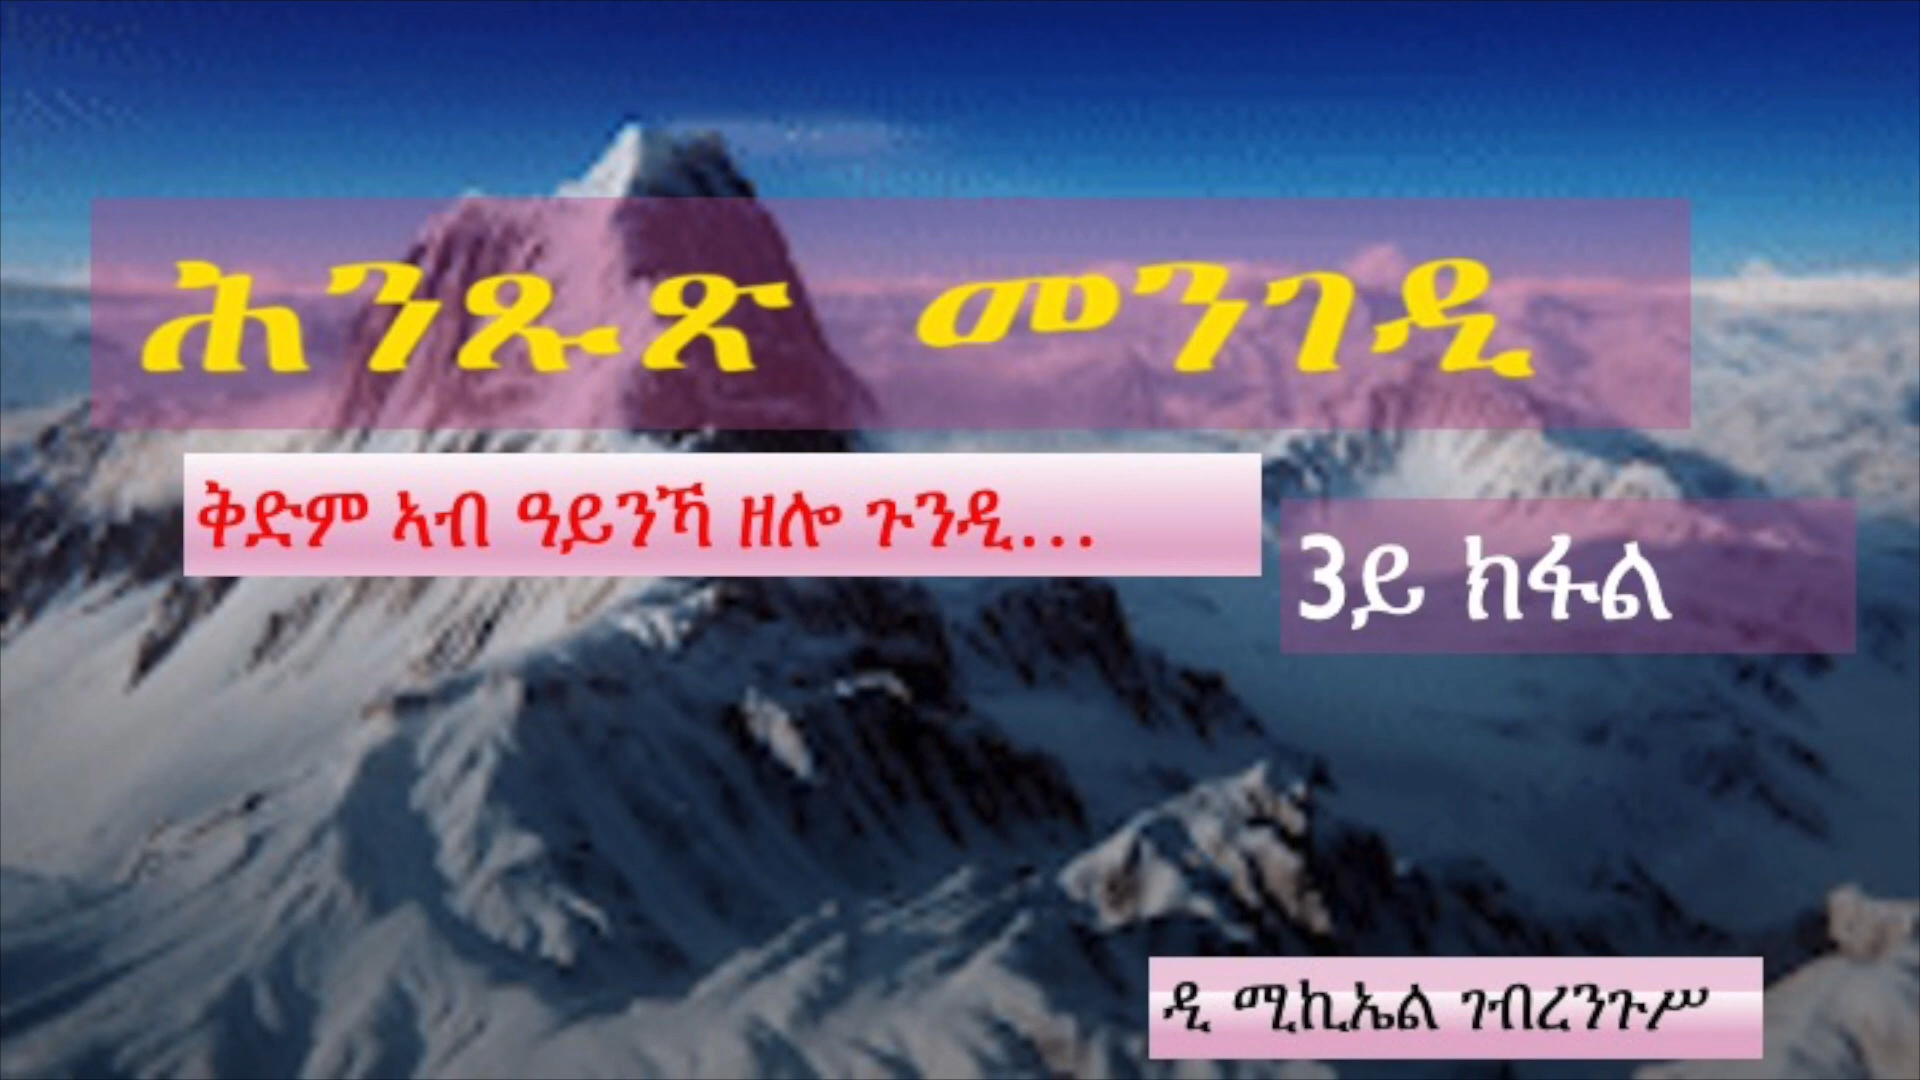 ሕንጹጽ መንገዲ
ቅድም ኣብ ዓይንኻ ዘሎ ጉንዲ...
3ይ ክፋል
ዲ ሚኪኤል ገብረንጉሥ